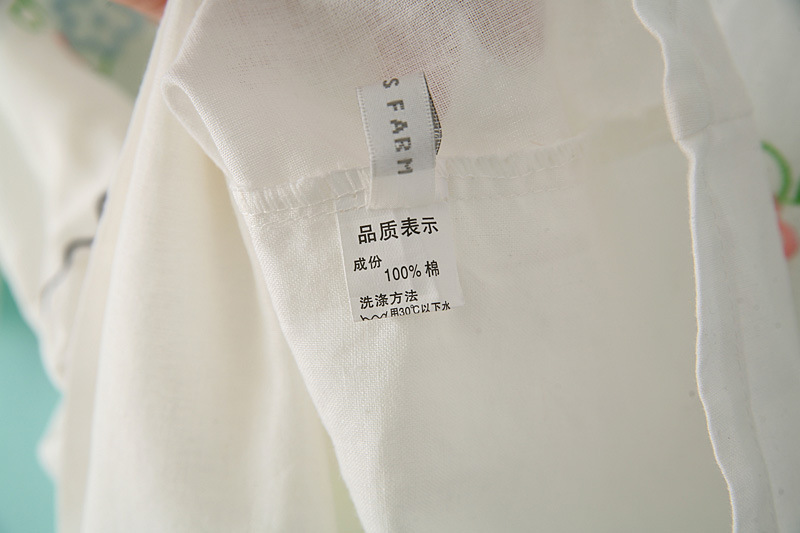 S FARM
品质表示
成份
100% 棉
洗涤方法
用30℃以下水